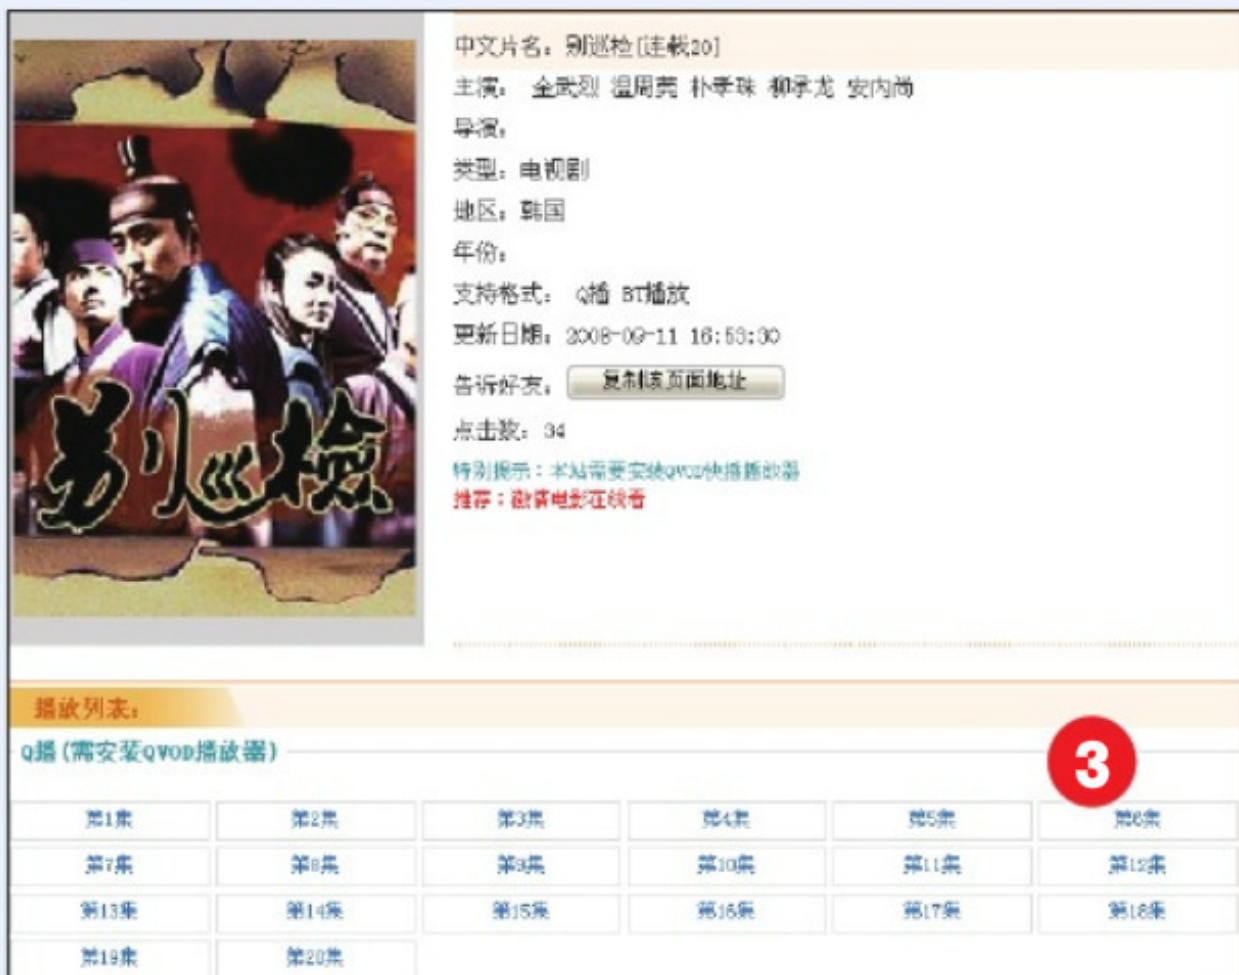 别巡檢
中文片名：别巡检[连载20]
主演： 金武烈 温周莞 朴孝珠 柳承龙 安内尚
导演：
类型：电视剧
地区：韩国
年份：
支持格式： Q播 BT播放
更新日期：2008-09-11 16:53:30
告诉好友： 复制该页面地址
点击数：34
特别提示：本站需要安装QVOD快播播放器
推荐：激情电影在线看
播放列表：
Q播(需安装QVOD播放器)
3
第1集 第2集 第3集 第4集 第5集 第6集
第7集 第8集 第9集 第10集 第11集 第12集
第13集 第14集 第15集 第16集 第17集 第18集
第19集 第20集